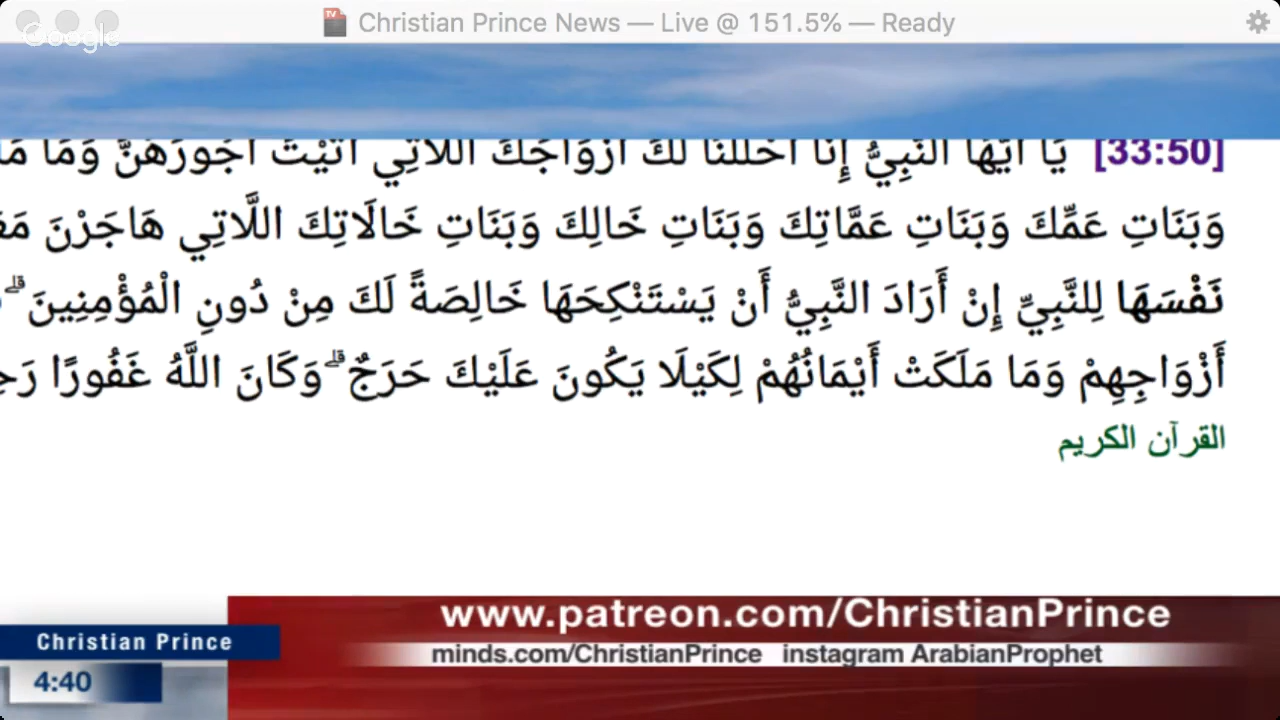 Google
Christian Prince News — Live @ 151.5% — Ready
[33:50] يَا أَيُّهَا النَّبِيُّ إِنَّا أَحْلَلْنَا لَكَ أَزْوَاجَكَ اللَّاتِي آتَيْتَ أُجُورَهُنَّ وَمَا
وَبَنَاتِ عَمِّكَ وَبَنَاتِ عَمَّاتِكَ وَبَنَاتِ خَالِكَ وَبَنَاتِ خَالَاتِكَ اللَّاتِي هَاجَرْنَ
نَفْسَهَا لِلنَّبِيِّ إِنْ أَرَادَ النَّبِيُّ أَنْ يَسْتَنْكِحَهَا خَالِصَةً لَكَ مِنْ دُونِ الْمُؤْمِنِينَ ۗ
أَزْوَاجِهِمْ وَمَا مَلَكَتْ أَيْمَانُهُمْ لِكَيْلَا يَكُونَ عَلَيْكَ حَرَجٌ ۗ وَكَانَ اللَّهُ غَفُورًا
القرآن الكريم
www.patreon.com/ChristianPrince
Christian Prince
minds.com/ChristianPrince instagram ArabianProphet
4:40